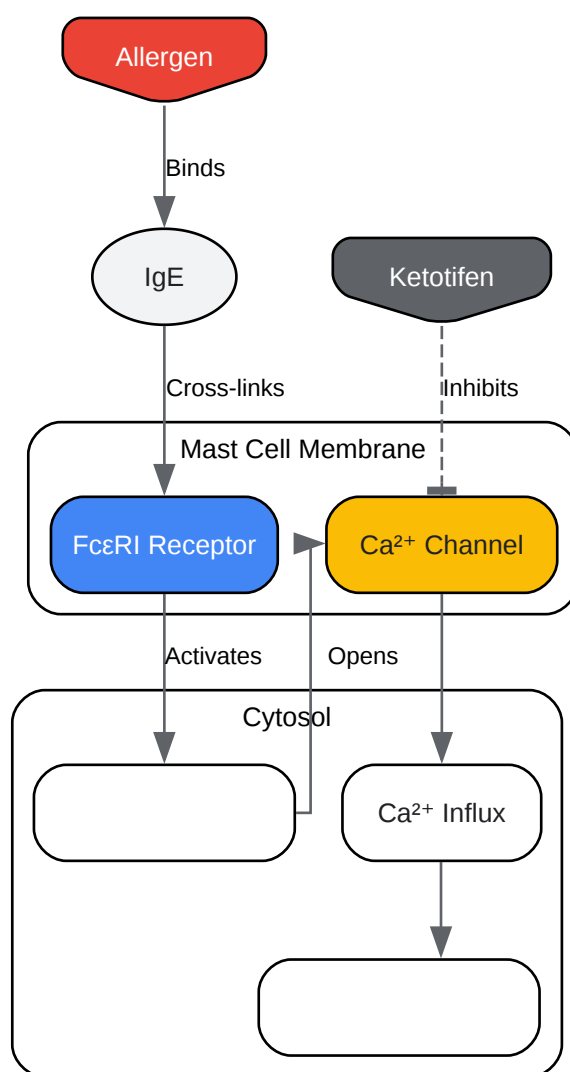 Allergen
Binds
IgE
Ketotifen
Cross-links
Inhibits
Mast Cell Membrane
FcεRI Receptor
Ca²⁺ Channel
Activates
Opens
Cytosol
Ca²⁺ Influx